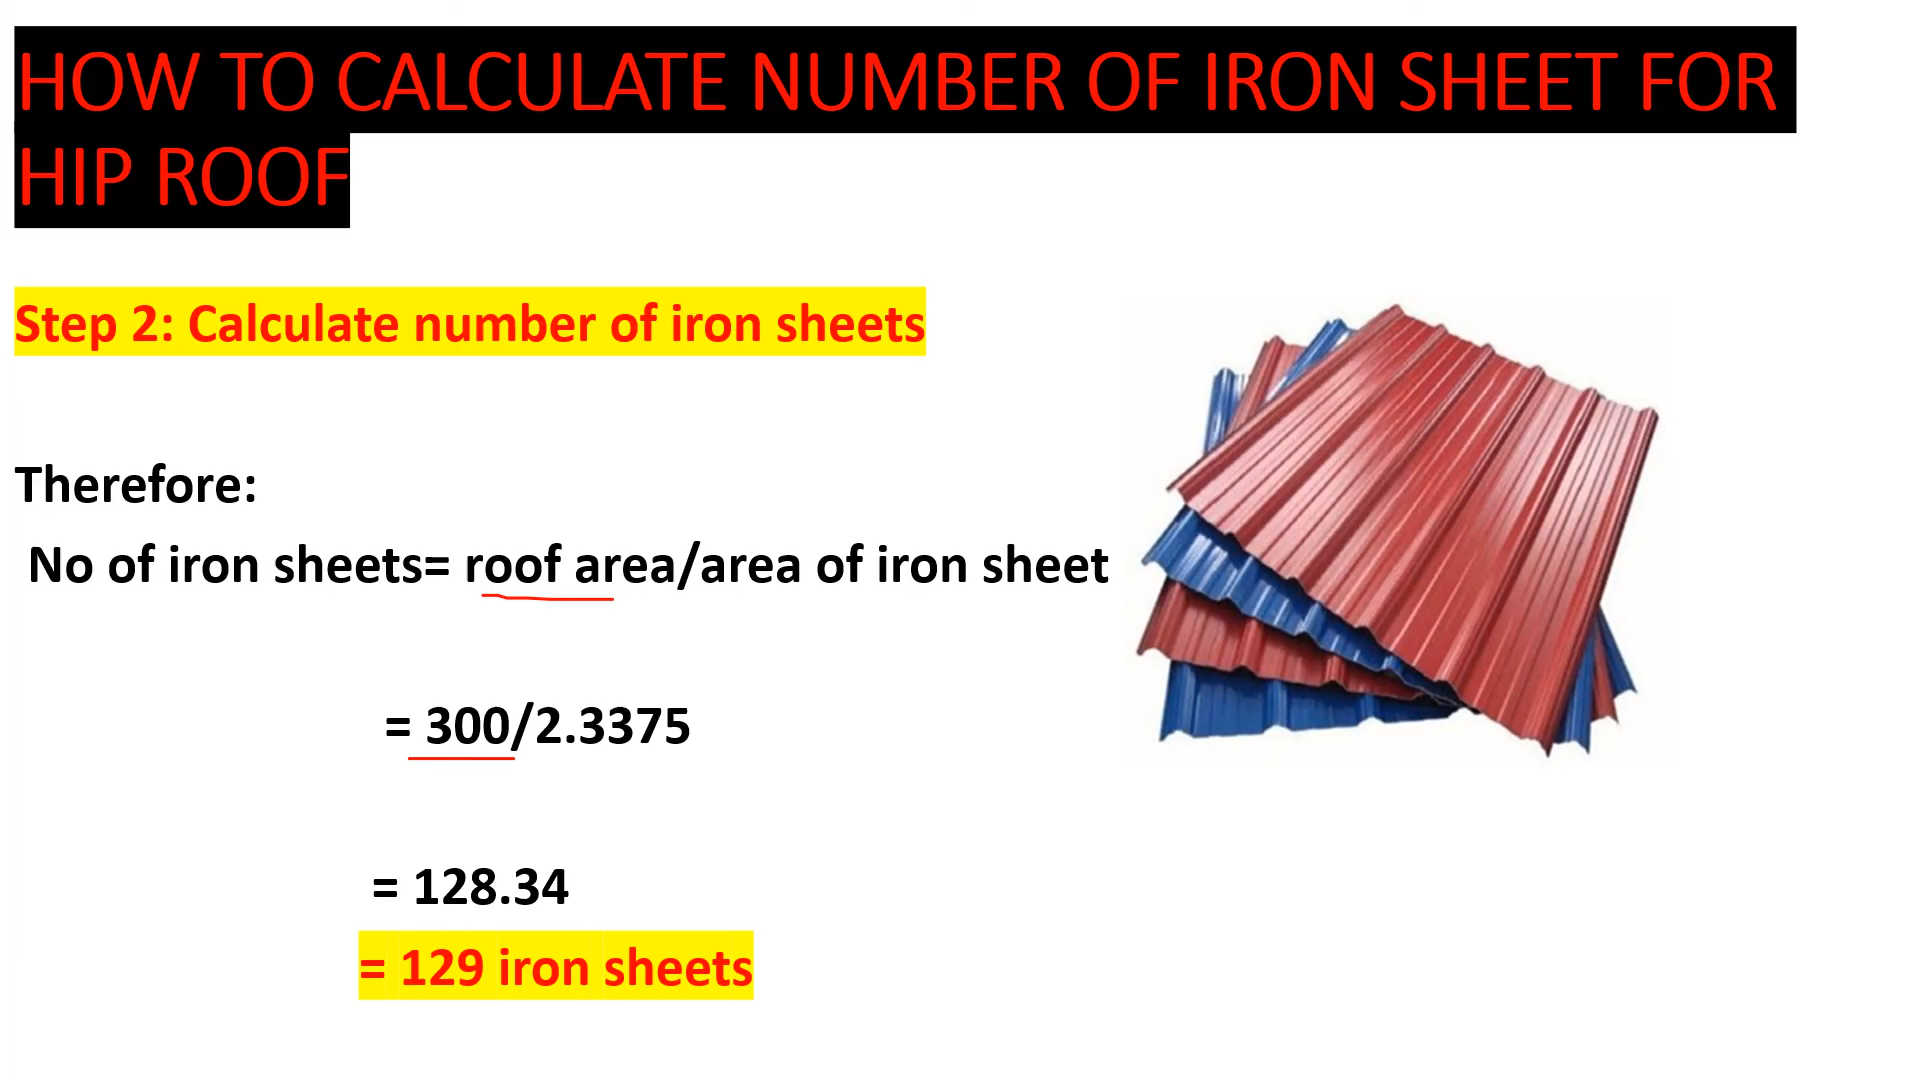 HOW TO CALCULATE NUMBER OF IRON SHEET FOR
HIP ROOF
Step 2: Calculate number of iron sheets
Therefore:
No of iron sheets= roof area/area of iron sheet
= 300/2.3375
= 128.34
= 129 iron sheets